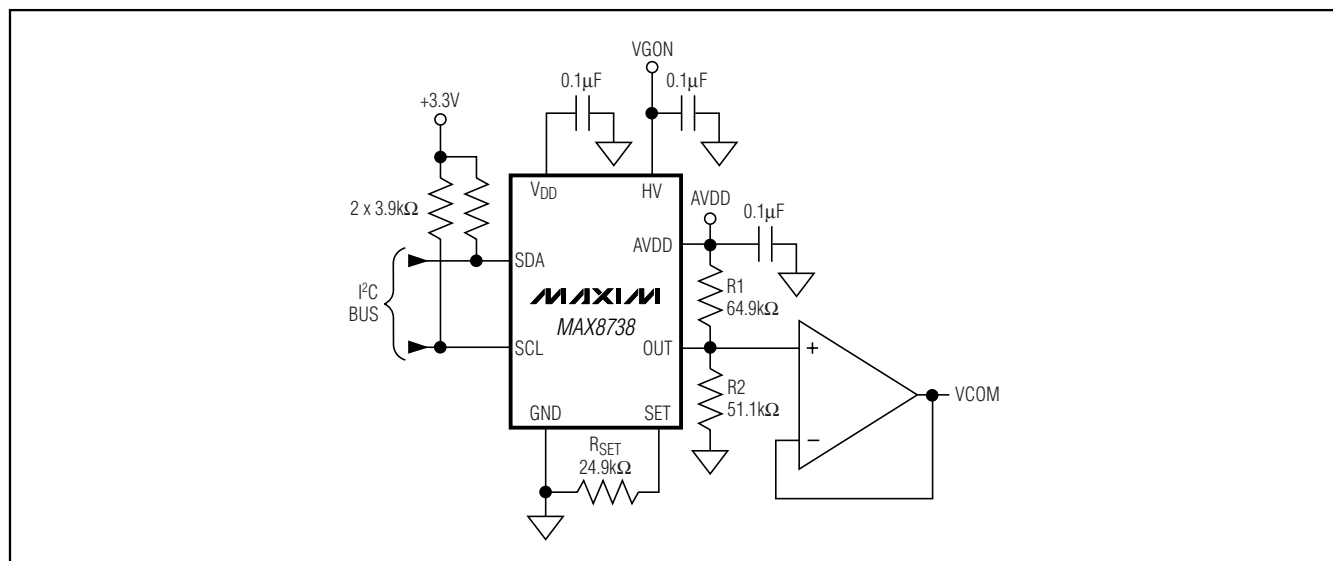 VGON
0.1µF
0.1µF
+3.3V
VDD
HV
AVDD
2 x 3.9kΩ
0.1µF
AVDD
SDA
R1
64.9kΩ
I²C
BUS
MAXIM
MAX8738
SCL
OUT
+
R2
51.1kΩ
VCOM
GND
SET
−
RSET
24.9kΩ